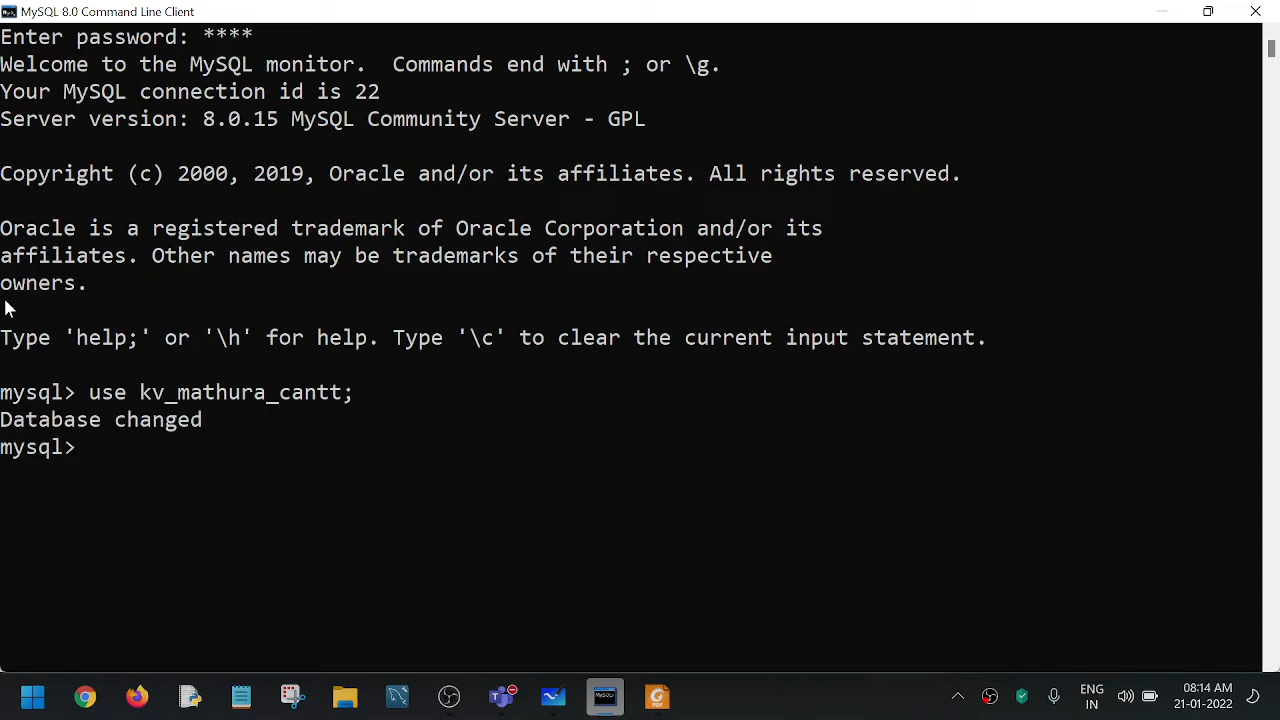 MySQL 8.0 Command Line Client
Enter password: ****
Welcome to the MySQL monitor.  Commands end with ; or \g.
Your MySQL connection id is 22
Server version: 8.0.15 MySQL Community Server - GPL
Copyright (c) 2000, 2019, Oracle and/or its affiliates. All rights reserved.
Oracle is a registered trademark of Oracle Corporation and/or its
affiliates. Other names may be trademarks of their respective
owners.
Type 'help;' or '\h' for help. Type '\c' to clear the current input statement.
mysql> use kv_mathura_cantt;
Database changed
mysql>
ENG
IN
08:14 AM
21-01-2022
PDF